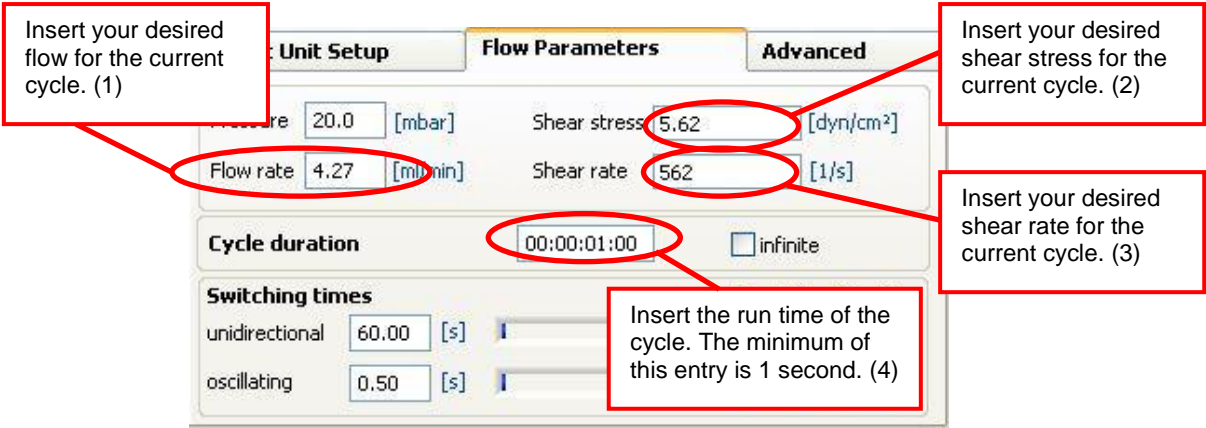 Insert your desired
flow for the current
cycle. (1)
Insert your desired
shear stress for the
current cycle. (2)
Unit Setup
Flow Parameters
Advanced
20.0 [mbar]
Shear stress 5.62 [dyn/cm²]
Flow rate 4.27 [ml/min]
Shear rate 562 [1/s]
Insert your desired
shear rate for the
current cycle. (3)
Cycle duration 00:00:01:00 infinite
Switching times
unidirectional 60.00 [s]
oscillating 0.50 [s]
Insert the run time of the
cycle. The minimum of
this entry is 1 second. (4)